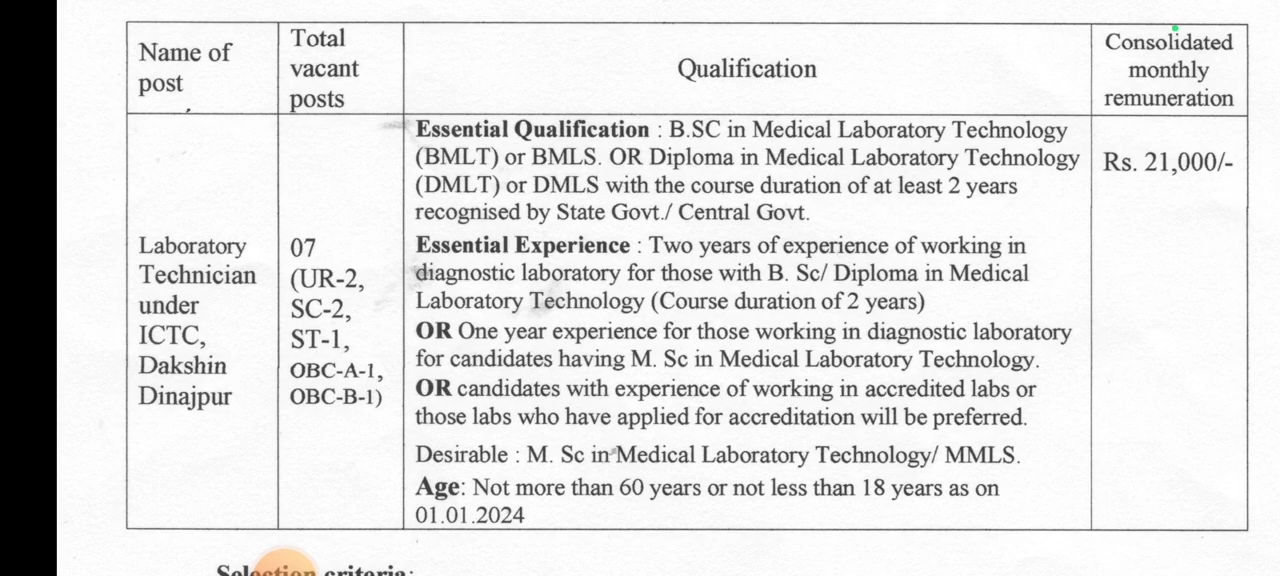 Name of
post
Total
vacant
posts
Qualification
Consolidated
monthly
remuneration
Laboratory
Technician
under
ICTC,
Dakshin
Dinajpur
07
(UR-2,
SC-2,
ST-1,
OBC-A-1,
OBC-B-1)
Essential Qualification : B.SC in Medical Laboratory Technology
(BMLT) or BMLS. OR Diploma in Medical Laboratory Technology
(DMLT) or DMLS with the course duration of at least 2 years
recognised by State Govt./ Central Govt.
Essential Experience : Two years of experience of working in
diagnostic laboratory for those with B. Sc/ Diploma in Medical
Laboratory Technology (Course duration of 2 years)
OR One year experience for those working in diagnostic laboratory
for candidates having M. Sc in Medical Laboratory Technology.
OR candidates with experience of working in accredited labs or
those labs who have applied for accreditation will be preferred.
Desirable : M. Sc in Medical Laboratory Technology/ MMLS.
Age: Not more than 60 years or not less than 18 years as on
01.01.2024
Rs. 21,000/-
Selection criteria: